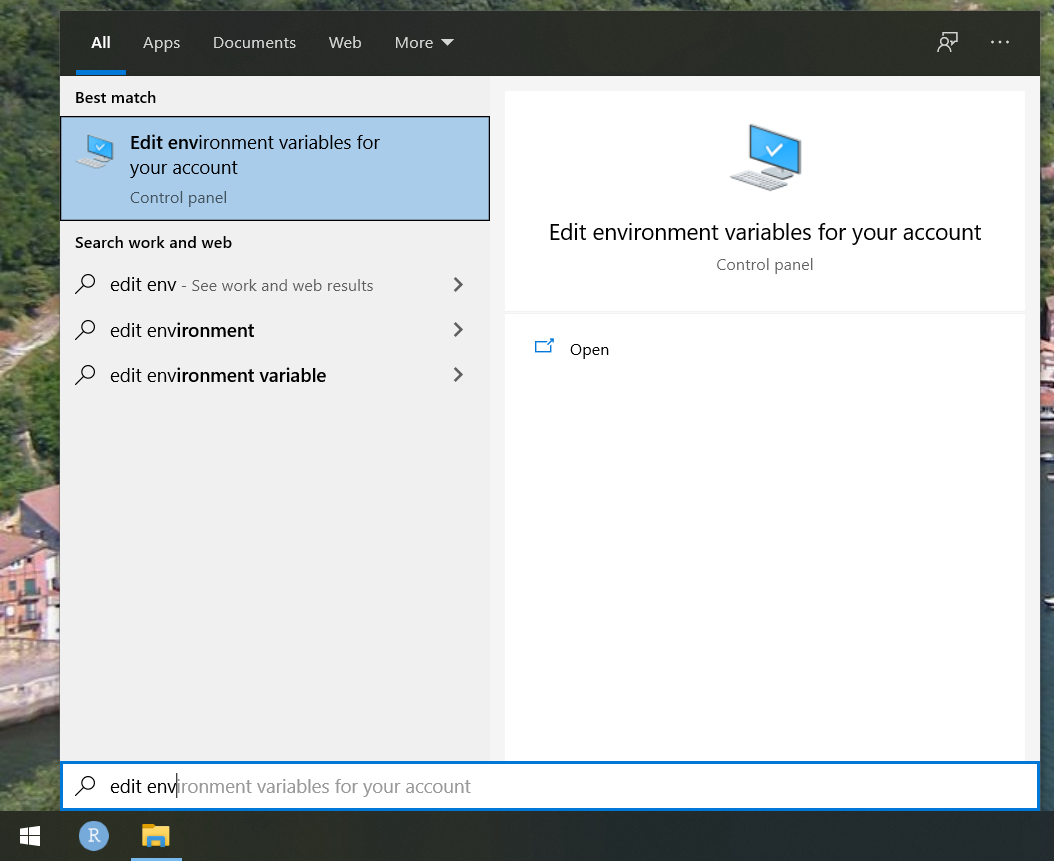 All Apps Documents Web More
Best match
Edit environment variables for
your account
Control panel
Search work and web
edit env - See work and web results
edit environment
edit environment variable
Edit environment variables for your account
Control panel
Open
edit environment variables for your account
R